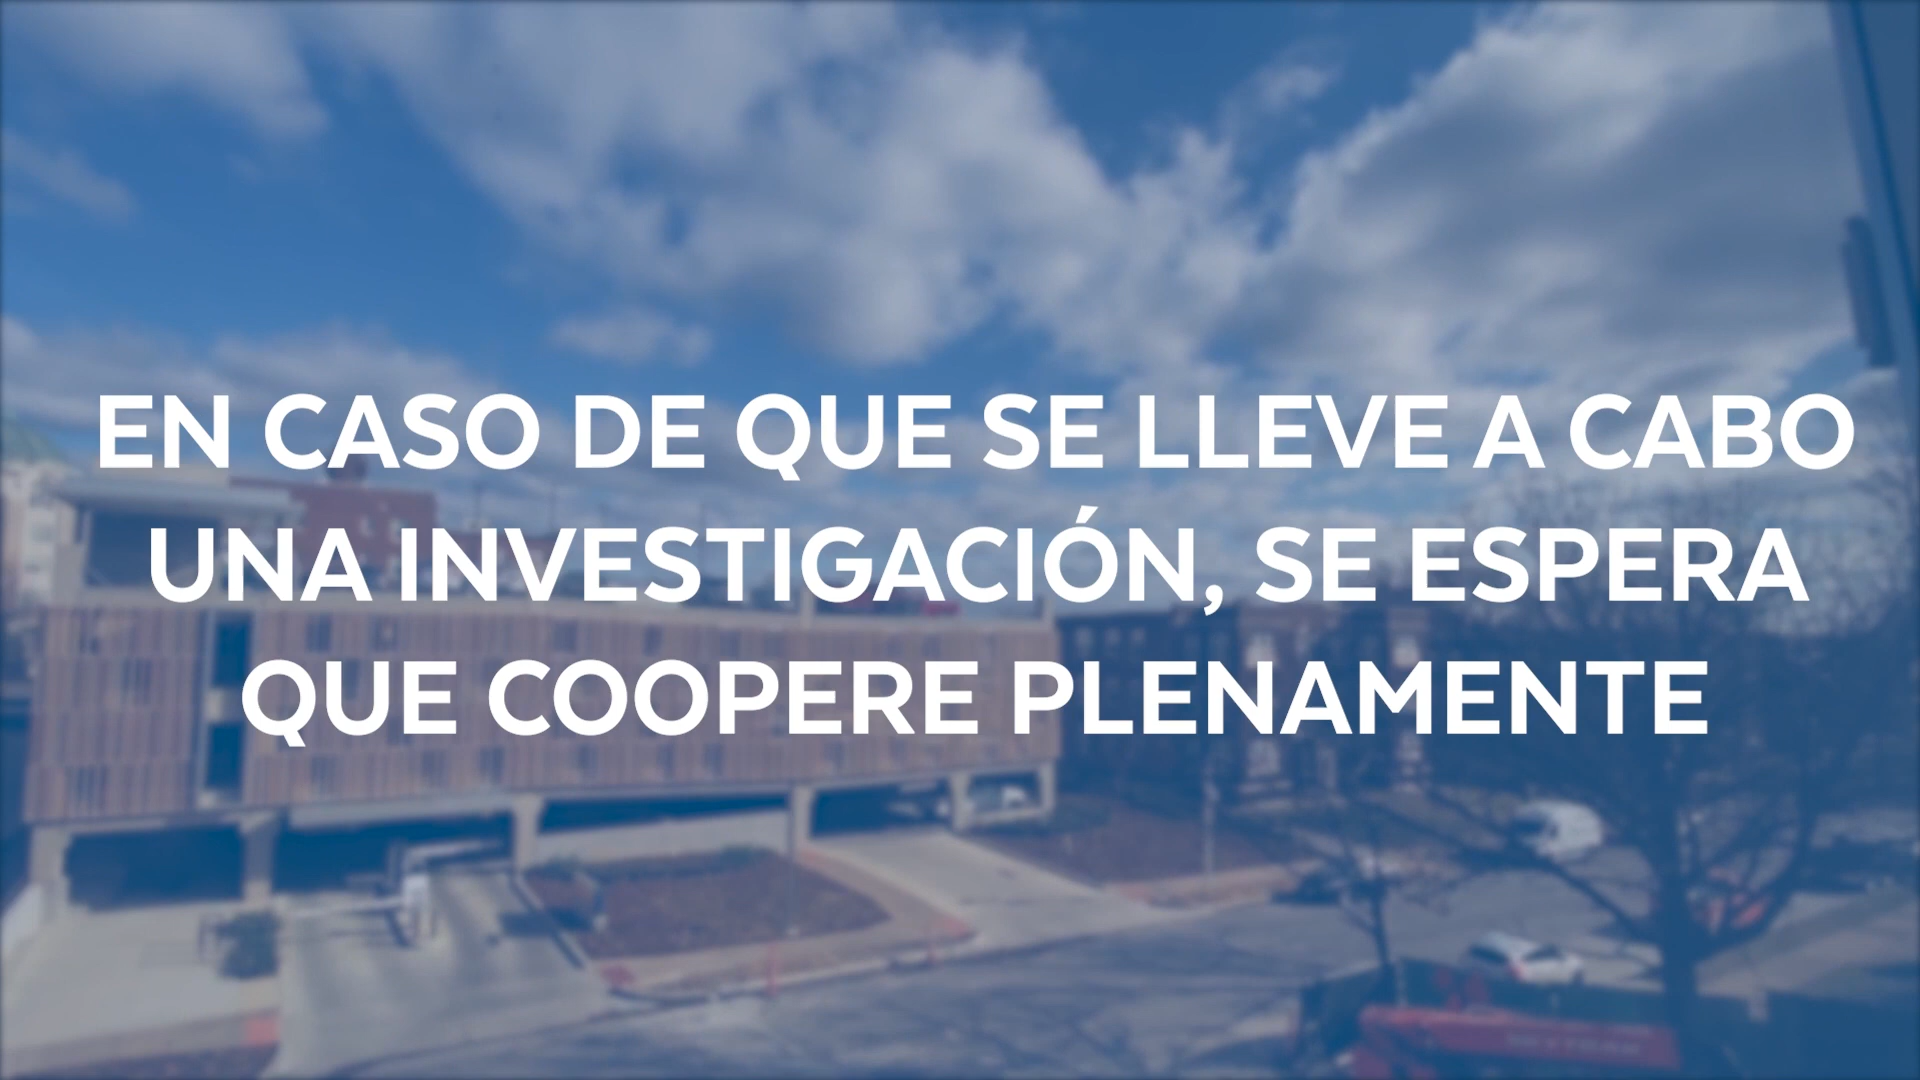 EN CASO DE QUE SE LLEVE A CABO
UNA INVESTIGACIÓN, SE ESPERA
QUE COOPERE PLENAMENTE